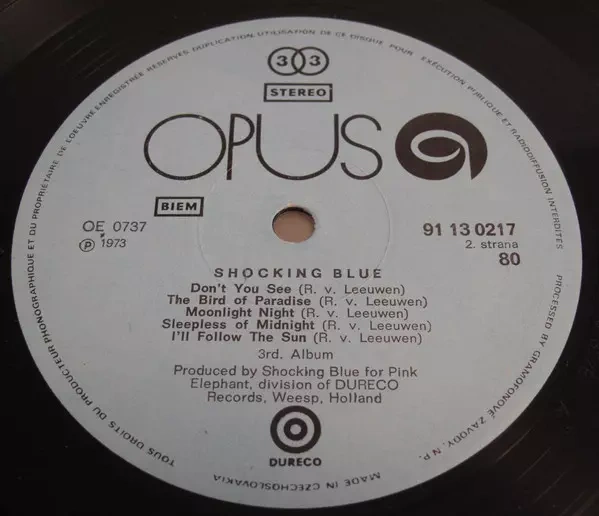 TOUS DROITS DU PRODUCTEUR PHONOGRAPHIQUE ET DU PROPRIÉTAIRE DE L'OEUVRE ENREGISTRÉE RESERVÉS DUPLICATION, UTILISATION DE CE DISQUE POUR EXÉCUTION PUBLIQUE ET RADIODIFFUSION INTERDITES
33
STEREO
OPUS
BIEM
OE 0737
℗ 1973
91 13 0217
2. strana
80
SHOCKING BLUE
Don't You See (R. v. Leeuwen)
The Bird of Paradise (R. v. Leeuwen)
Moonlight Night (R. v. Leeuwen)
Sleepless of Midnight (R. v. Leeuwen)
I'll Follow The Sun (R. v. Leeuwen)
3rd. Album
Produced by Shocking Blue for Pink
Elephant, division of DURECO
Records, Weesp, Holland
DURECO
MADE IN CZECHOSLOVAKIA
PROCESSED BY GRAMOFONOVÉ ZÁVODY, N.P.